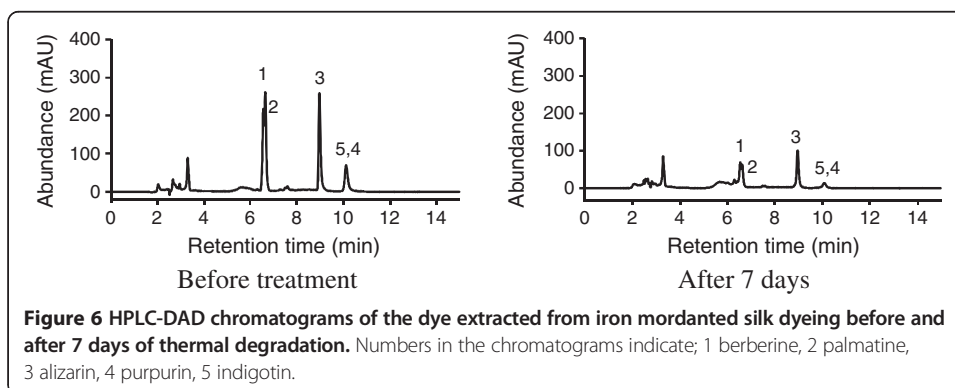 400
300
200
100
0
Abundance (mAU)
1
2
3
5,4
0 2 4 6 8 10 12 14
Retention time (min)
Before treatment
400
300
200
100
0
Abundance (mAU)
1
2
3
5,4
0 2 4 6 8 10 12 14
Retention time (min)
After 7 days
Figure 6 HPLC-DAD chromatograms of the dye extracted from iron mordanted silk dyeing before and
after 7 days of thermal degradation. Numbers in the chromatograms indicate; 1 berberine, 2 palmatine,
3 alizarin, 4 purpurin, 5 indigotin.